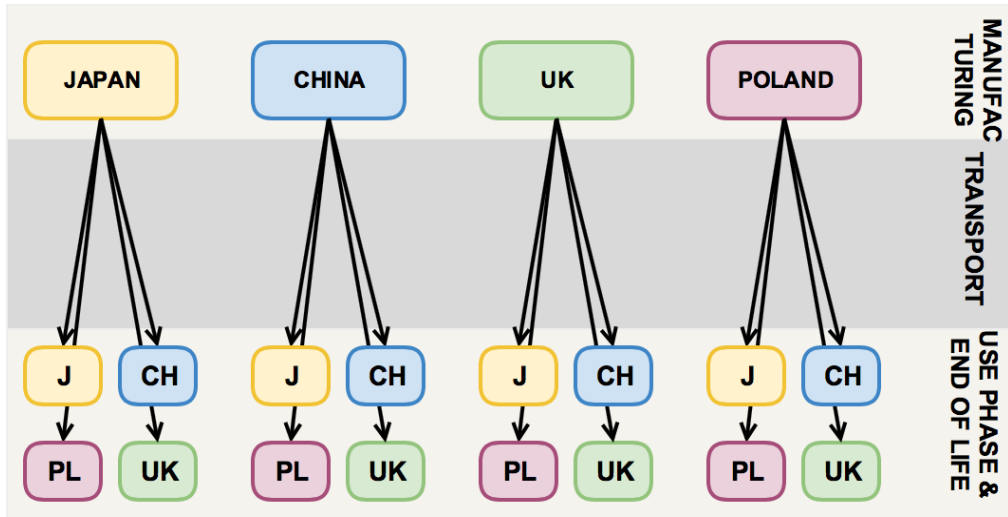 JAPAN
CHINA
UK
POLAND
MANUFAC
TURING
TRANSPORT
J
CH
J
CH
J
CH
J
CH
PL
UK
PL
UK
PL
UK
PL
UK
USE PHASE &
END OF LIFE